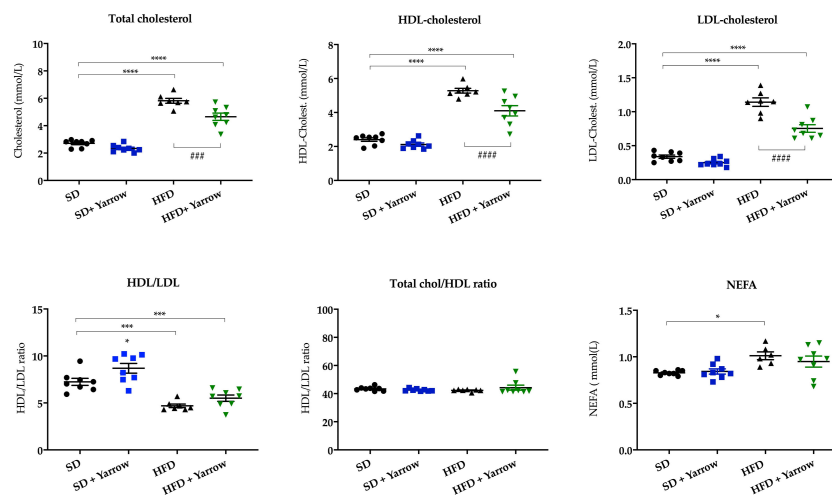 Total cholesterol
Cholesterol (mmol/L)
10
8
6
4
2
0
****
****
###
SD
SD+ Yarrow
HFD
HFD+ Yarrow
HDL-cholesterol
HDL-Cholest. (mmol/L)
8
6
4
2
0
****
****
####
SD
SD + Yarrow
HFD
HFD + Yarrow
LDL-cholesterol
LDL-Cholest. (mmol/L)
2.0
1.5
1.0
0.5
0.0
****
****
####
SD
SD + Yarrow
HFD
HFD + Yarrow
HDL/LDL
HDL/LDL ratio
15
10
5
0
***
***
*
SD
SD + Yarrow
HFD
HFD + Yarrow
Total chol/HDL ratio
HDL/LDL ratio
100
80
60
40
20
0
SD
SD + Yarrow
HFD
HFD + Yarrow
NEFA
NEFA ( mmol(L)
1.5
1.0
0.5
0.0
*
SD
SD + Yarrow
HFD
HFD + Yarrow